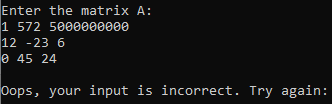 Enter the matrix A:
1 572 5000000000
12 -23 6
0 45 24
Oops, your input is incorrect. Try again: